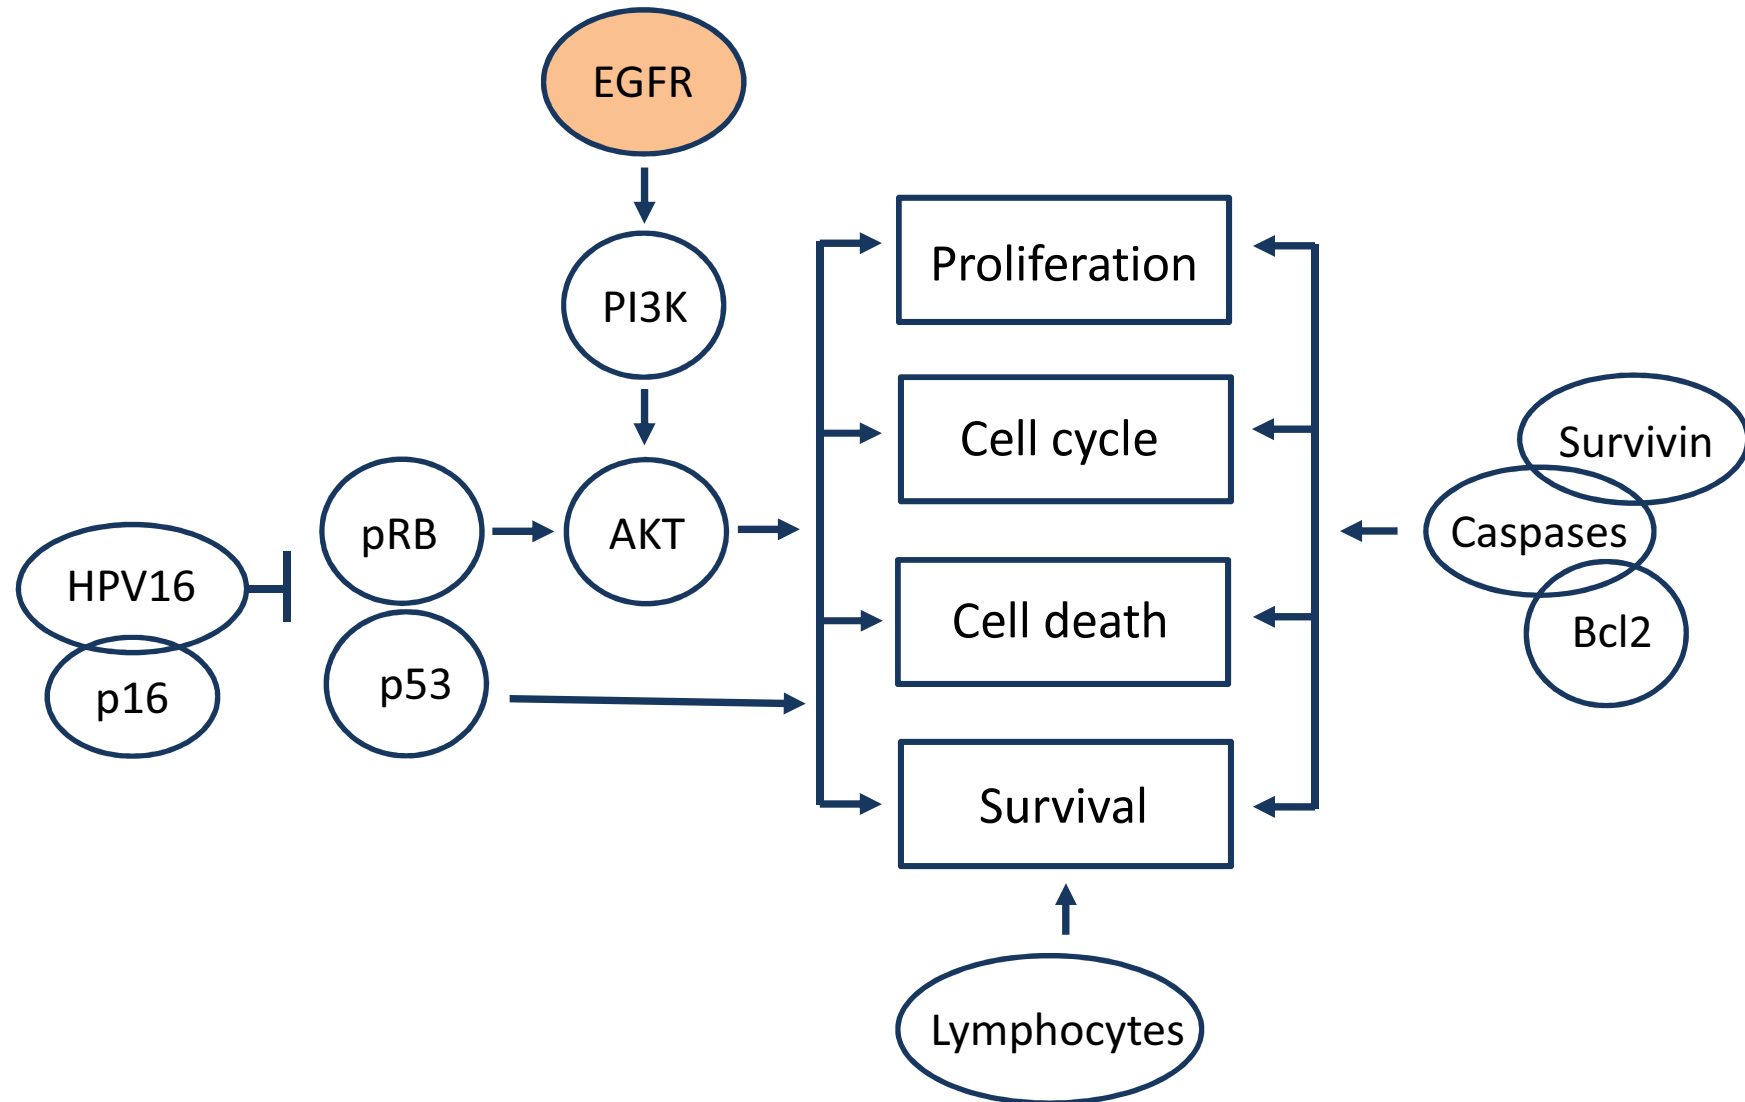 EGFR
Proliferation
PI3K
Cell cycle
Survivin
pRB
AKT
Caspases
HPV16
Cell death
Bcl2
p53
p16
Survival
Lymphocytes